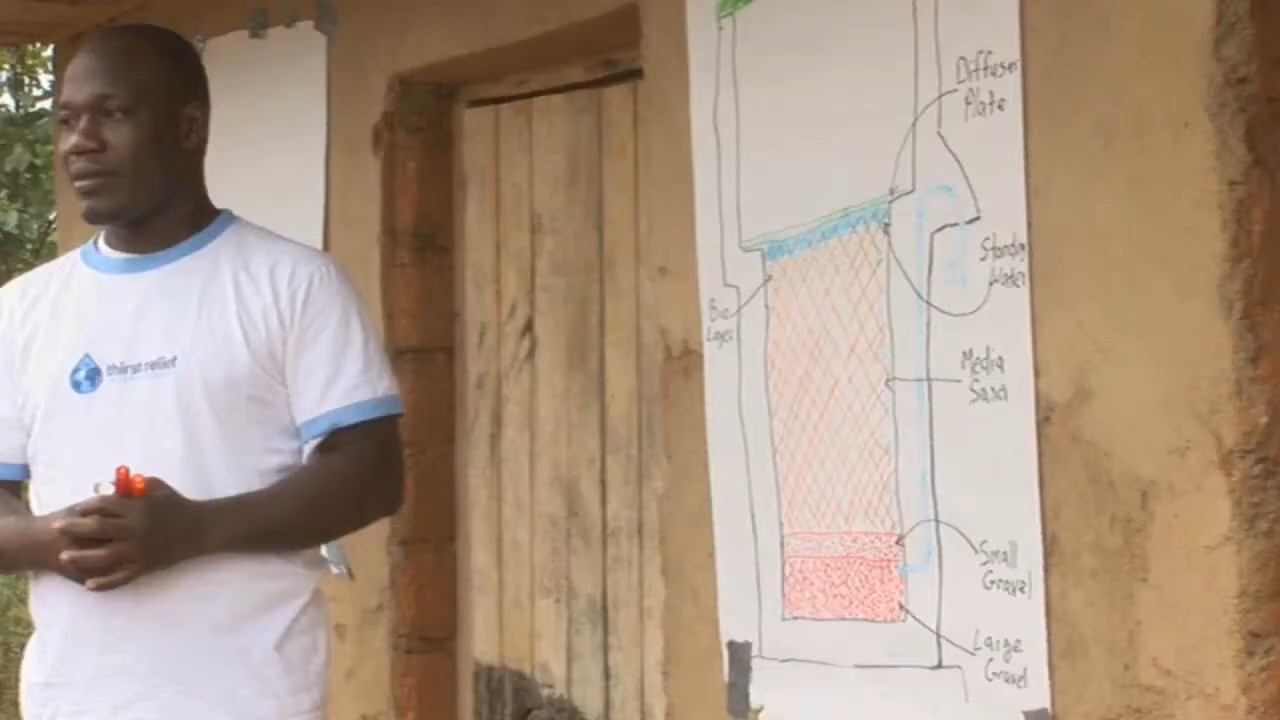 thirst relief
Diffuser
Plate
Standing
Water
Bio
Layer
Media
Sand
Small
Gravel
Large
Gravel